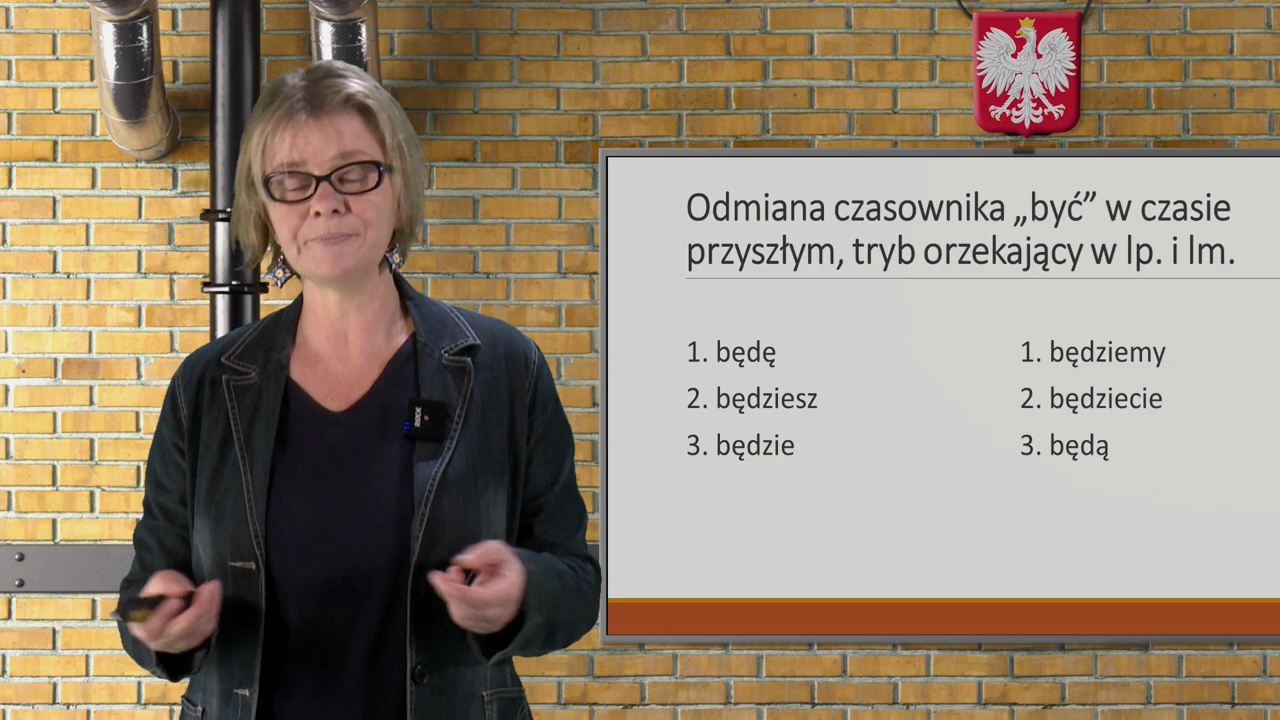 Odmiana czasownika „być” w czasie
przyszłym, tryb orzekający w lp. i lm.
1. będę
2. będziesz
3. będzie
1. będziemy
2. będziecie
3. będą
RØDE